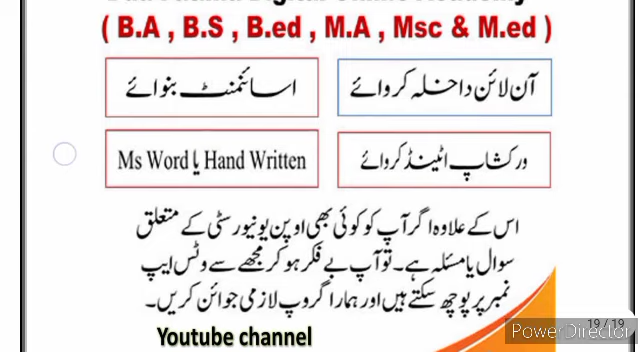 ( B.A , B.S , B.ed , M.A , Msc & M.ed )
آن لائن داخلہ کروائے
اسائنمنٹ بنوائے
ورکشاپ اٹینڈ کروائے
Ms Word یا Hand Written
اس کے علاوہ اگر آپ کو کوئی بھی اوپن یونیورسٹی کے متعلق
سوال یا مسئلہ ہے۔ تو آپ بے فکر ہو کر مجھے سے وٹس ایپ
نمبر پر پوچھ سکتے ہیں اور ہمارا گروپ لازمی جوائن کریں۔
19 / 19
PowerDirector
Youtube channel